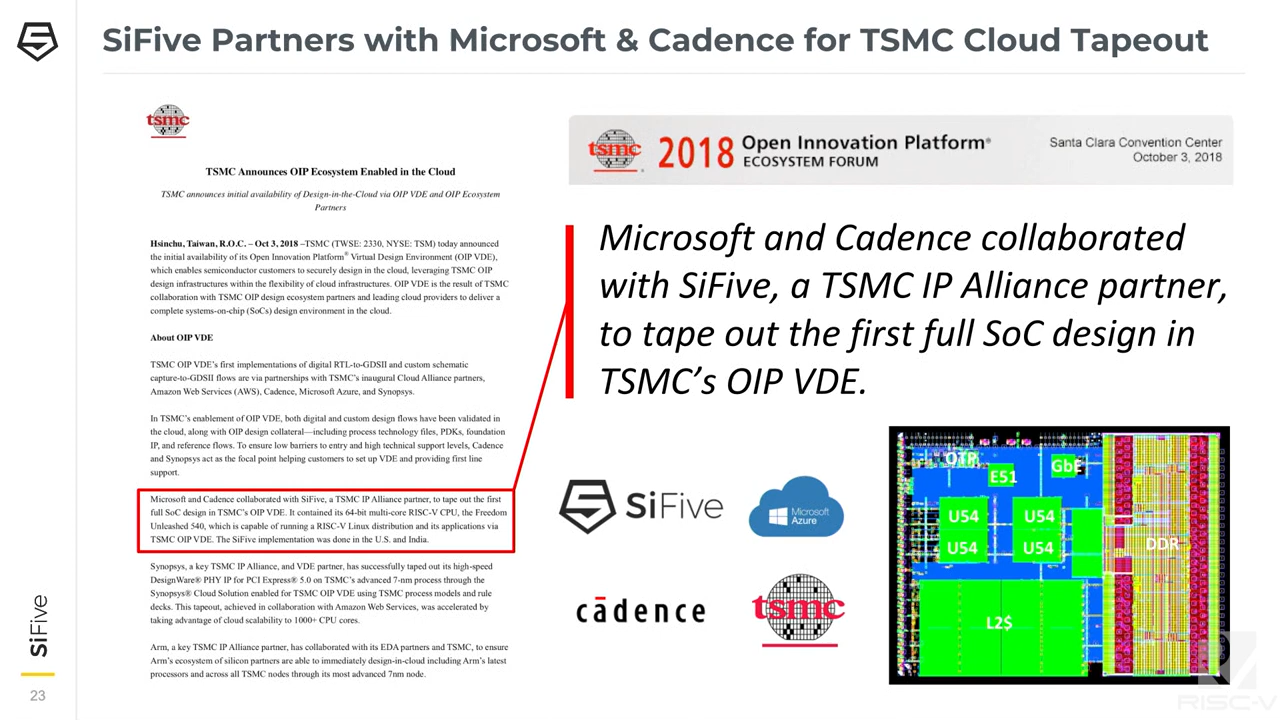 SiFive Partners with Microsoft & Cadence for TSMC Cloud Tapeout
tsmc
TSMC Announces OIP Ecosystem Enabled in the Cloud
TSMC announces initial availability of Design-in-the-Cloud via OIP VDE and OIP Ecosystem
Partners
Hsinchu, Taiwan, R.O.C. – Oct 3, 2018 –TSMC (TWSE: 2330, NYSE: TSM) today announced
the initial availability of its Open Innovation Platform® Virtual Design Environment (OIP VDE),
which enables semiconductor customers to securely design in the cloud, leveraging TSMC OIP
design infrastructures within the flexibility of cloud infrastructures. OIP VDE is the result of TSMC
collaboration with TSMC OIP design ecosystem partners and leading cloud providers to deliver a
complete systems-on-chip (SoCs) design environment in the cloud.
About OIP VDE
TSMC OIP VDE's first implementations of digital RTL-to-GDSII and custom schematic
capture-to-GDSII flows are via partnerships with TSMC's inaugural Cloud Alliance partners,
Amazon Web Services (AWS), Cadence, Microsoft Azure, and Synopsys.
In TSMC's enablement of OIP VDE, both digital and custom design flows have been validated in
the cloud, along with OIP design collateral—including process technology files, PDKs, foundation
IP, and reference flows. To ensure low barriers to entry and high technical support levels, Cadence
and Synopsys act as the focal point helping customers to set up VDE and providing first line
support.
Microsoft and Cadence collaborated with SiFive, a TSMC IP Alliance partner, to tape out the first
full SoC design in TSMC's OIP VDE. It contained its 64-bit multi-core RISC-V CPU, the Freedom
Unleashed 540, which is capable of running a RISC-V Linux distribution and its applications via
TSMC OIP VDE. The SiFive implementation was done in the U.S. and India.
Synopsys, a key TSMC IP Alliance, and VDE partner, has successfully taped out its high-speed
DesignWare® PHY IP for PCI Express® 5.0 on TSMC's advanced 7-nm process through the
Synopsys® Cloud Solution enabled for TSMC OIP VDE using TSMC process models and rule
decks. This tapeout, achieved in collaboration with Amazon Web Services, was accelerated by
taking advantage of cloud scalability to 1000+ CPU cores.
Arm, a key TSMC IP Alliance partner, has collaborated with its EDA partners and TSMC, to ensure
Arm's ecosystem of silicon partners are able to immediately design-in-cloud including Arm's latest
processors and across all TSMC nodes through its most advanced 7nm node.
tsmc
2018 Open Innovation Platform®
ECOSYSTEM FORUM
Santa Clara Convention Center
October 3, 2018
Microsoft and Cadence collaborated
with SiFive, a TSMC IP Alliance partner,
to tape out the first full SoC design in
TSMC's OIP VDE.
SiFive
Microsoft
Azure
cādence
tsmc
OTP
E51
GbE
U54
U54
U54
U54
DDR
L2$
SiFive
23
RISC-V